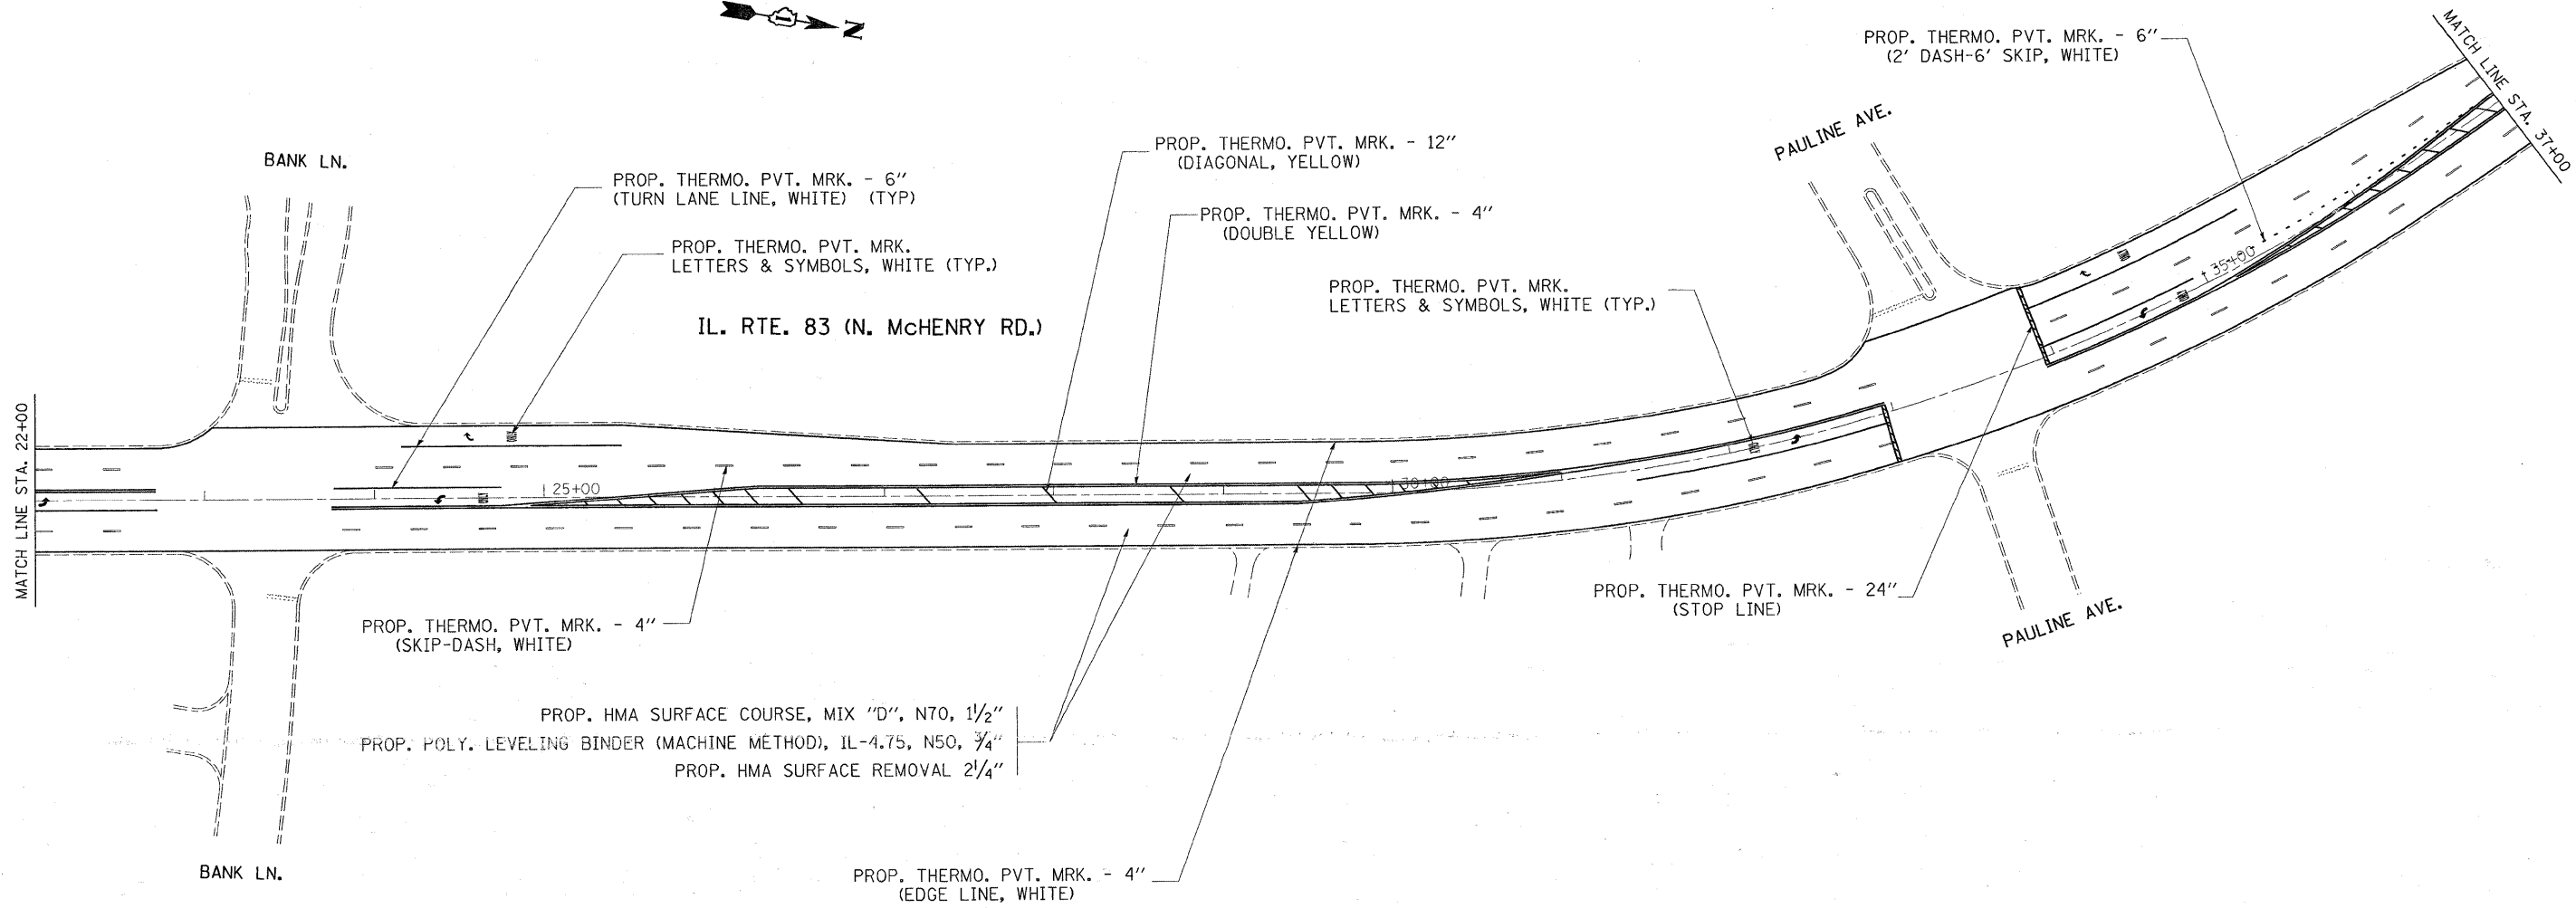 N
PROP. THERMO. PVT. MRK. - 6"
(2' DASH-6' SKIP, WHITE)
MATCH LINE STA. 37+00
PAULINE AVE.
BANK LN.
PROP. THERMO. PVT. MRK. - 12"
(DIAGONAL, YELLOW)
PROP. THERMO. PVT. MRK. - 6"
(TURN LANE LINE, WHITE) (TYP)
PROP. THERMO. PVT. MRK. - 4"
(DOUBLE YELLOW)
PROP. THERMO. PVT. MRK.
LETTERS & SYMBOLS, WHITE (TYP.)
PROP. THERMO. PVT. MRK.
LETTERS & SYMBOLS, WHITE (TYP.)
35+00
IL. RTE. 83 (N. McHENRY RD.)
MATCH LINE STA. 22+00
25+00
30+00
PROP. THERMO. PVT. MRK. - 24"
(STOP LINE)
PAULINE AVE.
PROP. THERMO. PVT. MRK. - 4"
(SKIP-DASH, WHITE)
PROP. HMA SURFACE COURSE, MIX "D", N70, 1 1/2"
PROP. POLY. LEVELING BINDER (MACHINE METHOD), IL-4.75, N50, 3/4"
PROP. HMA SURFACE REMOVAL 2 1/4"
BANK LN.
PROP. THERMO. PVT. MRK. - 4"
(EDGE LINE, WHITE)